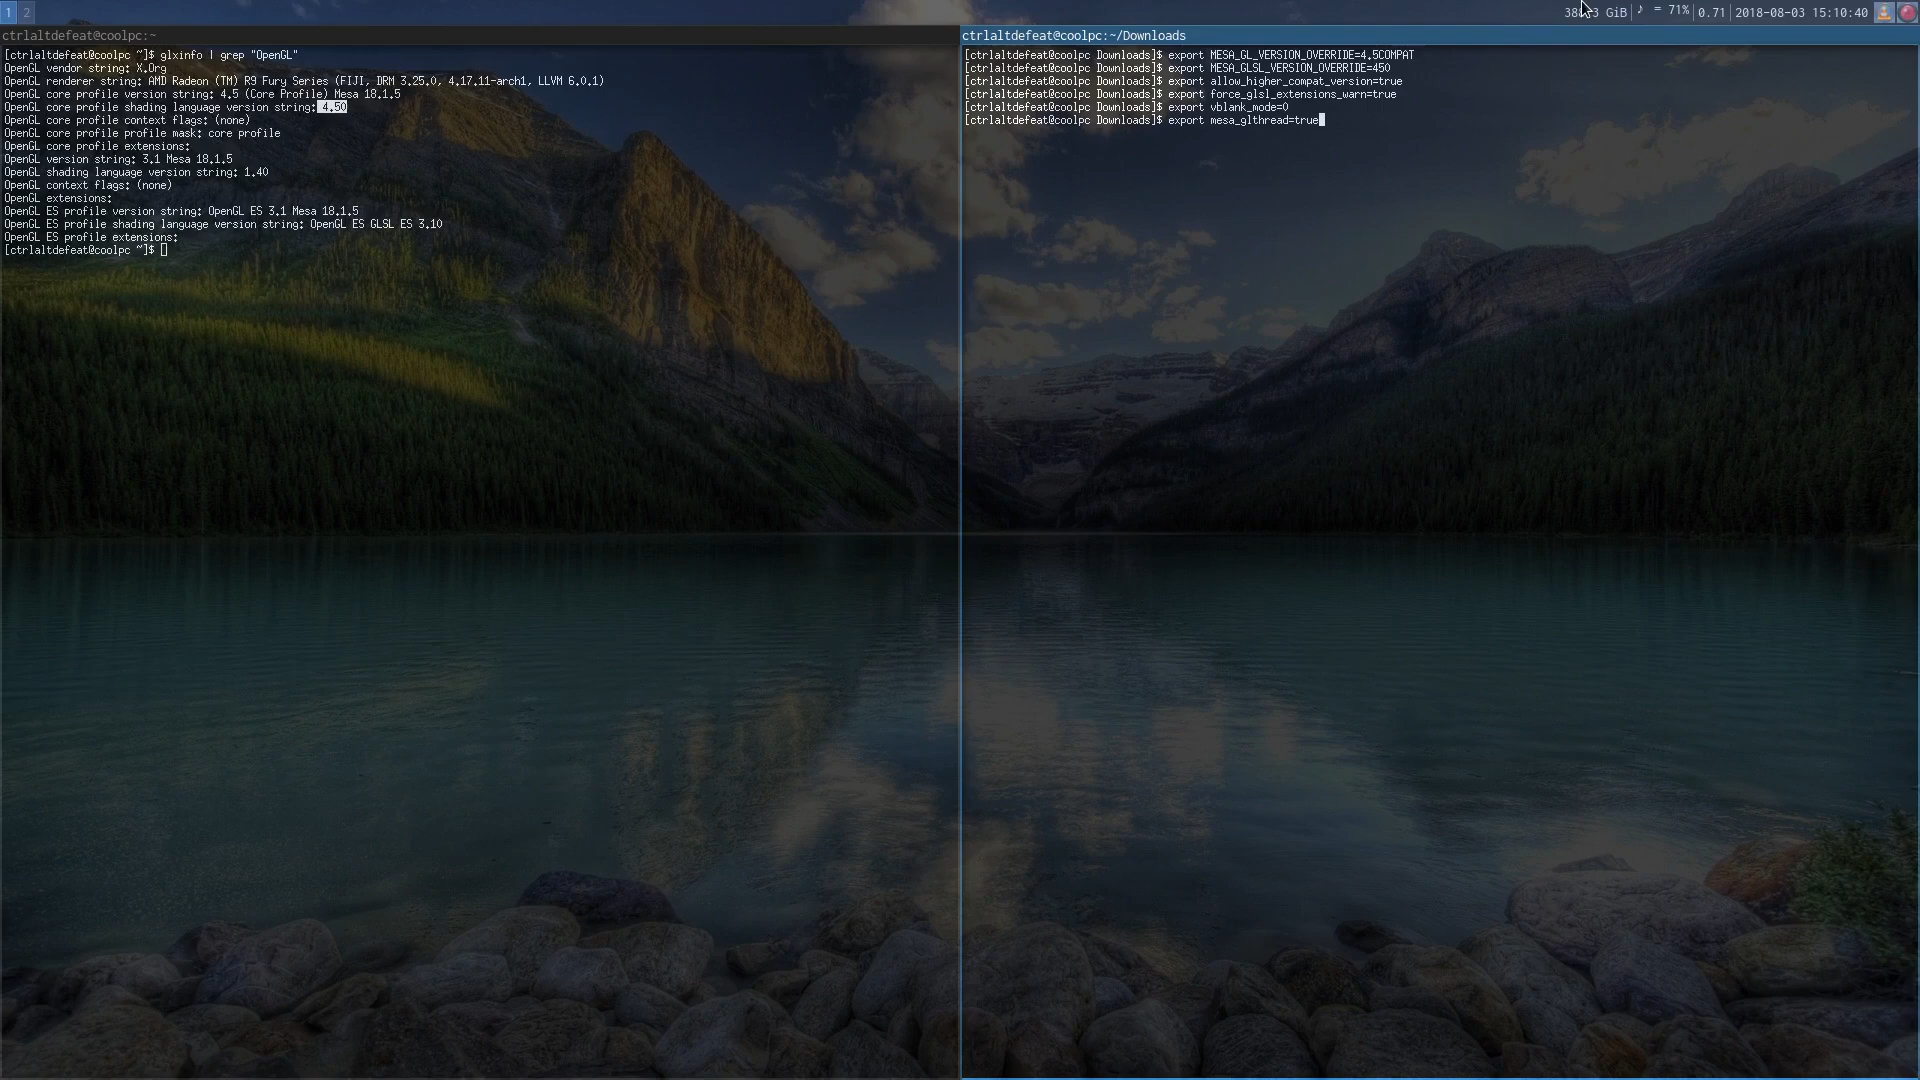 1 2
GiB ♪ = 71% 0.71 2018-08-03 15:10:40
ctrlaltdefeat@coolpc:~
[ctrlaltdefeat@coolpc ~]$ glxinfo | grep "OpenGL"
OpenGL vendor string: X.Org
OpenGL renderer string: AMD Radeon (TM) R9 Fury Series (FIJI, DRM 3.25.0, 4.17.11-arch1, LLVM 6.0.1)
OpenGL core profile version string: 4.5 (Core Profile) Mesa 18.1.5
OpenGL core profile shading language version string: 4.50
OpenGL core profile context flags: (none)
OpenGL core profile profile mask: core profile
OpenGL core profile extensions:
OpenGL version string: 3.1 Mesa 18.1.5
OpenGL shading language version string: 1.40
OpenGL context flags: (none)
OpenGL extensions:
OpenGL ES profile version string: OpenGL ES 3.1 Mesa 18.1.5
OpenGL ES profile shading language version string: OpenGL ES GLSL ES 3.10
OpenGL ES profile extensions:
[ctrlaltdefeat@coolpc ~]$
ctrlaltdefeat@coolpc:~/Downloads
[ctrlaltdefeat@coolpc Downloads]$ export MESA_GL_VERSION_OVERRIDE=4.5COMPAT
[ctrlaltdefeat@coolpc Downloads]$ export MESA_GLSL_VERSION_OVERRIDE=450
[ctrlaltdefeat@coolpc Downloads]$ export allow_higher_compat_version=true
[ctrlaltdefeat@coolpc Downloads]$ export force_glsl_extensions_warn=true
[ctrlaltdefeat@coolpc Downloads]$ export vblank_mode=0
[ctrlaltdefeat@coolpc Downloads]$ export mesa_glthread=true